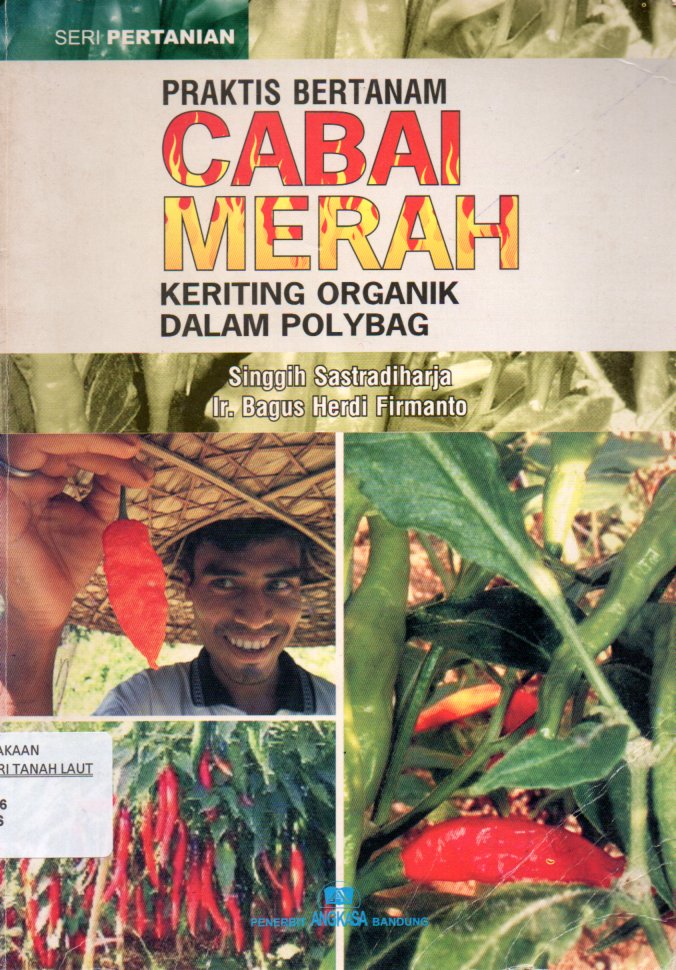 SERI PERTANIAN
PRAKTIS BERTANAM
CABAI
MERAH
KERITING ORGANIK
DALAM POLYBAG
Singgih Sastradiharja
Ir. Bagus Herdi Firmanto
AKAAN
RI TANAH LAUT
6
S
PENERBIT ANGKASA BANDUNG